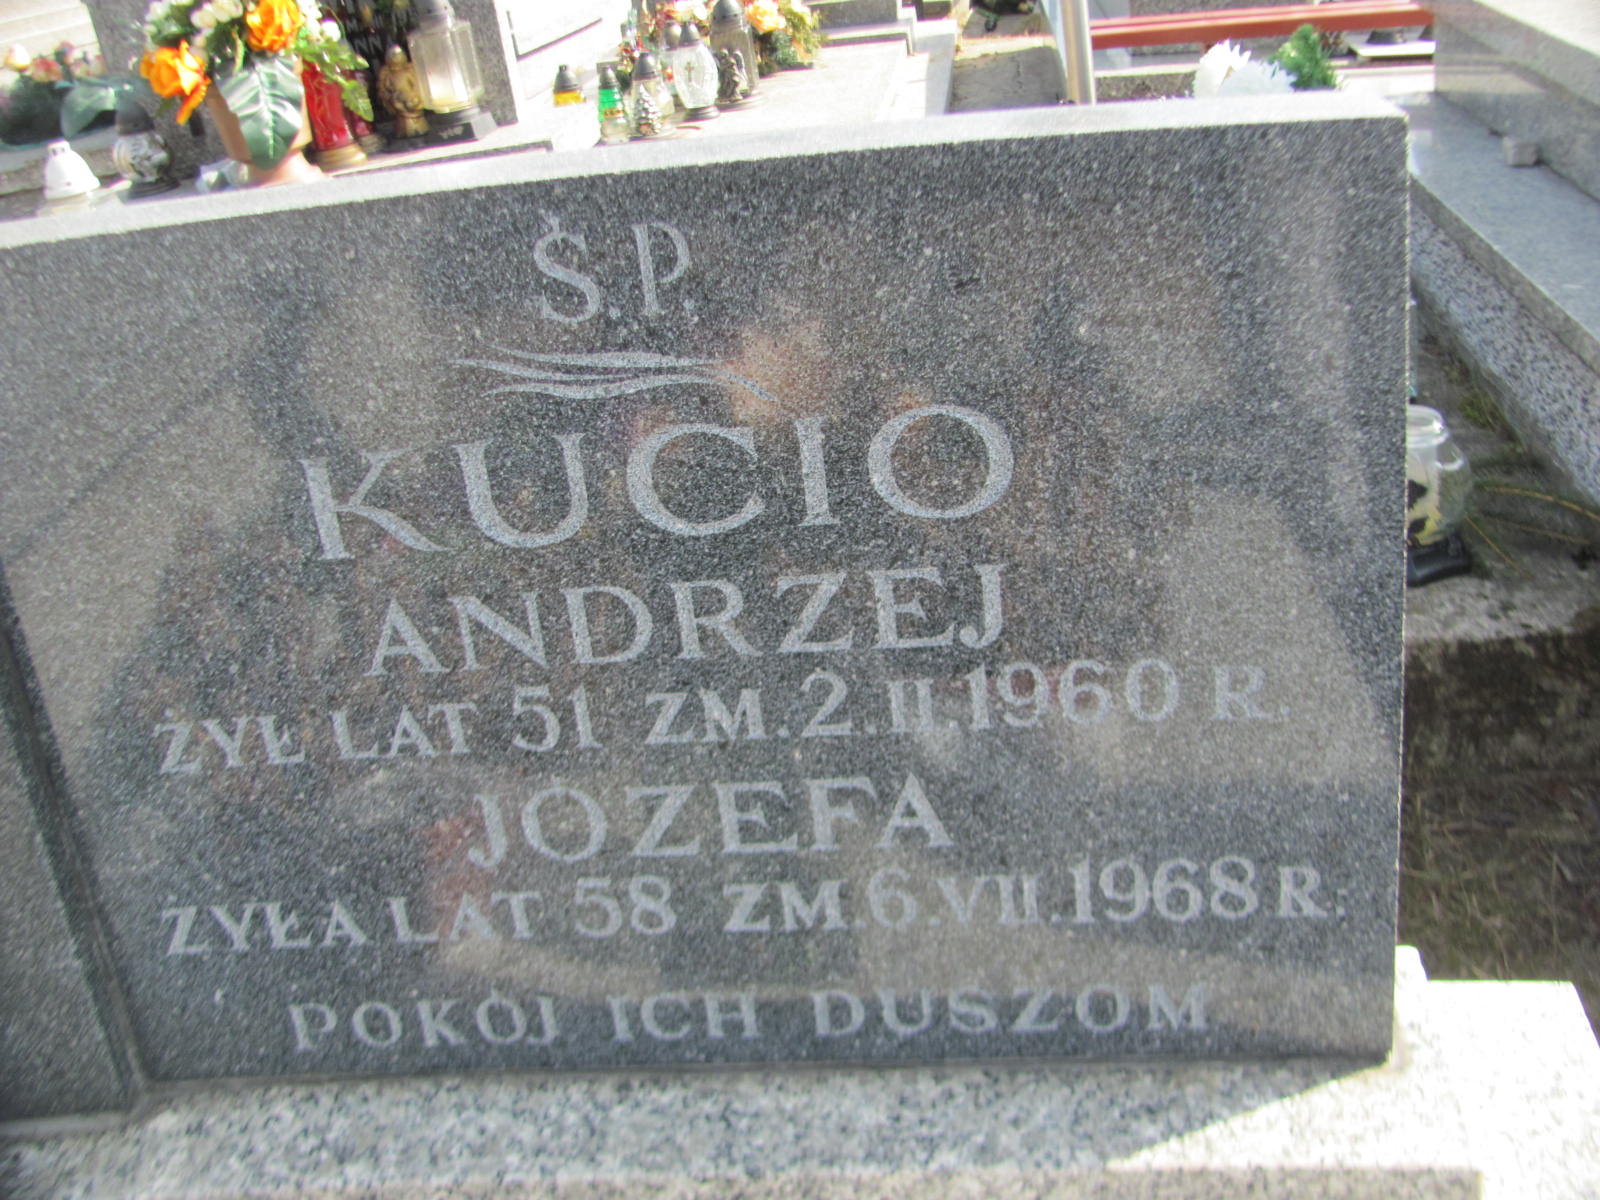 Ś.P.
KUCIO
ANDRZEJ
ŻYŁ LAT 51 ZM. 2.II.1960 R.
JÓZEFA
ŻYŁA LAT 58 ZM. 6.VII.1968 R.
POKÓJ ICH DUSZOM